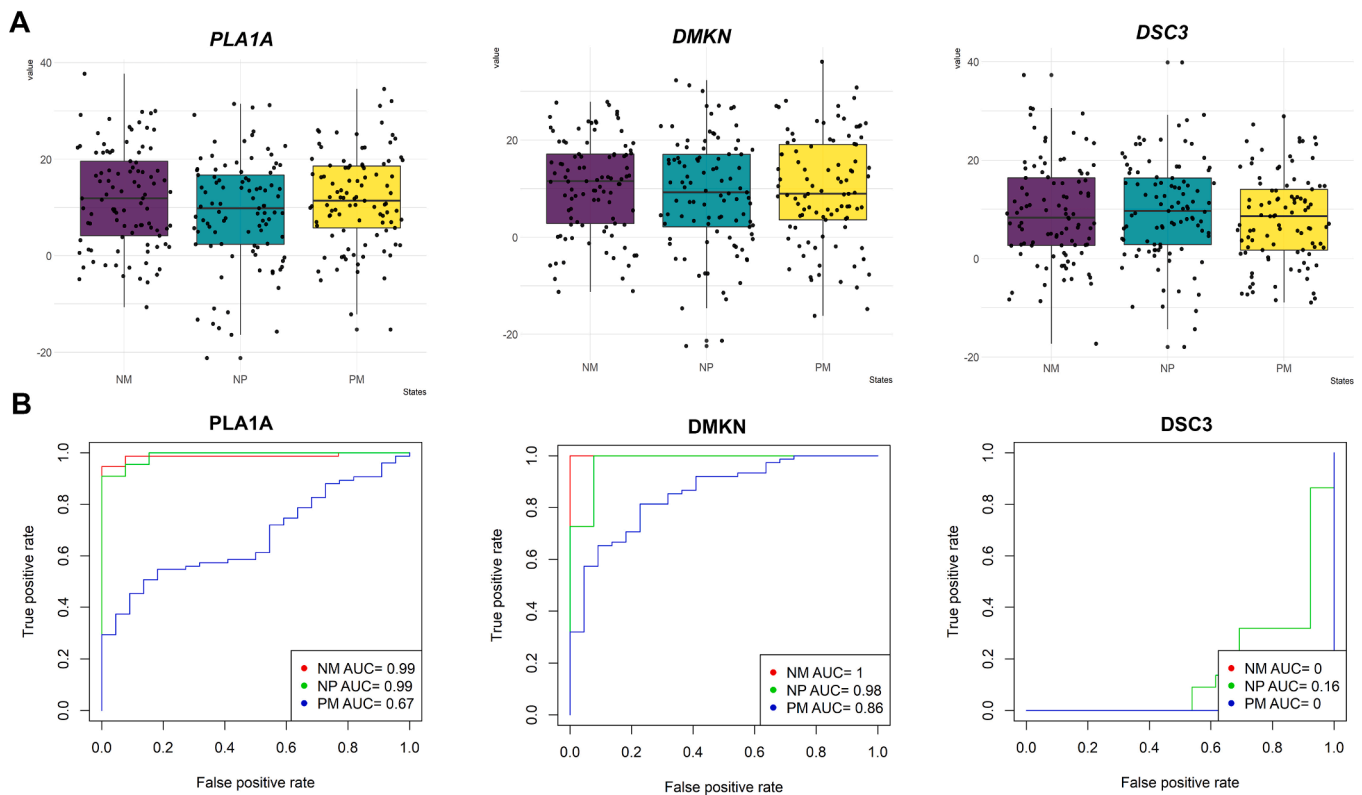 A
PLA1A
DMKN
DSC3
value
40
20
0
-20
NM
NP
PM
States
value
20
0
-20
NM
NP
PM
States
value
40
20
0
-20
NM
NP
PM
States
B
PLA1A
True positive rate
0.0
0.2
0.4
0.6
0.8
1.0
NM AUC= 0.99
NP AUC= 0.99
PM AUC= 0.67
0.0
0.2
0.4
0.6
0.8
1.0
False positive rate
DMKN
True positive rate
0.0
0.2
0.4
0.6
0.8
1.0
NM AUC= 1
NP AUC= 0.98
PM AUC= 0.86
0.0
0.2
0.4
0.6
0.8
1.0
False positive rate
DSC3
True positive rate
0.0
0.2
0.4
0.6
0.8
1.0
NM AUC= 0
NP AUC= 0.16
PM AUC= 0
0.0
0.2
0.4
0.6
0.8
1.0
False positive rate